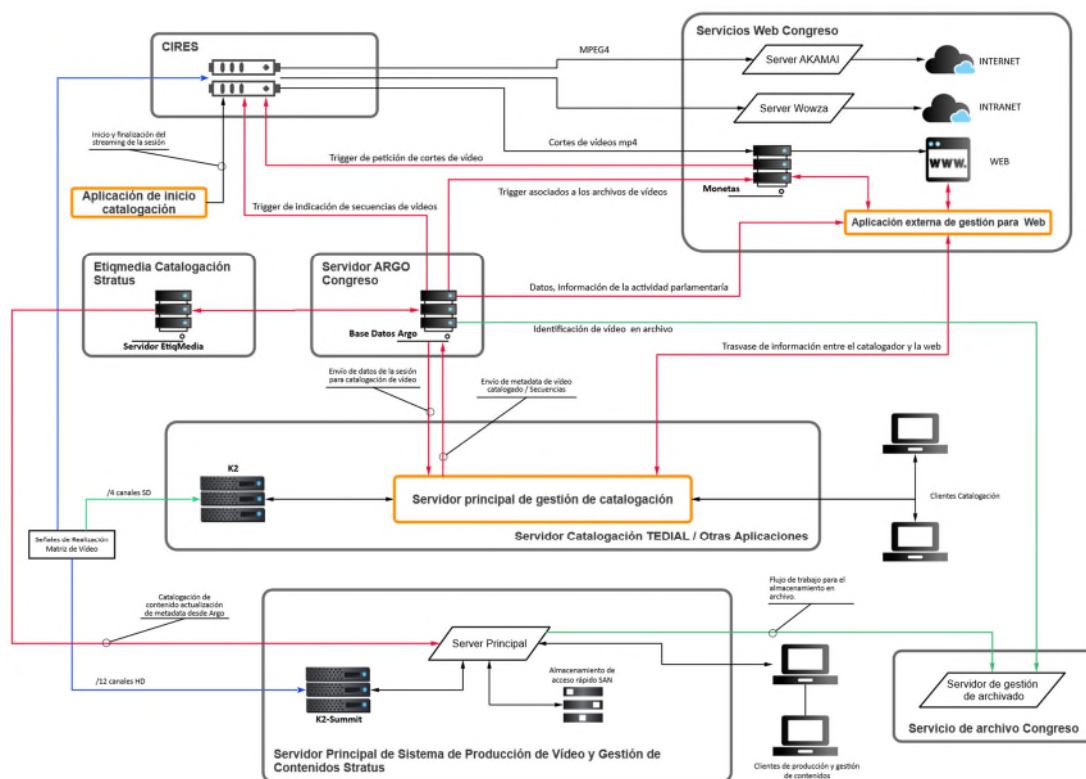 CIRES
Servicios Web Congreso
MPEG4
Server AKAMAI
INTERNET
Server Wowza
INTRANET
Inicio y finalización del
streaming de la sesión
Cortes de vídeos mp4
Trigger de petición de cortes de vídeo
WWW.
WEB
Monetas
Aplicación de inicio
catalogación
Trigger asociados a los archivos de vídeos
Trigger de indicación de secuencias de vídeos
Aplicación externa de gestión para Web
Etiqmedia Catalogación
Stratus
Servidor ARGO
Congreso
Datos, Información de la actividad parlamentaría
Servidor EtiqMedia
Base Datos Argo
Identificación de vídeo en archivo
Trasvase de información entre el catalogador y la web
Envío de datos de la sesión
para catalogación de vídeo
Envío de metadata de vídeo
catalogado / Secuencias
K2
/4 canales SD
Servidor principal de gestión de catalogación
Clientes Catalogación
Servidor Catalogación TEDIAL / Otras Aplicaciones
Señales de Realización
Matriz de Vídeo
Catalogación de
contenido actualización
de metadata desde Argo
Flujo de trabajo para el
almacenamiento en
archivo.
Server Principal
/12 canales HD
K2-Summit
Almacenamiento de
acceso rápido SAN
Servidor de gestión
de archivado
Servicio de archivo Congreso
Servidor Principal de Sistema de Producción de Vídeo y Gestión de
Contenidos Stratus
Clientes de producción y gestión
de contenidos